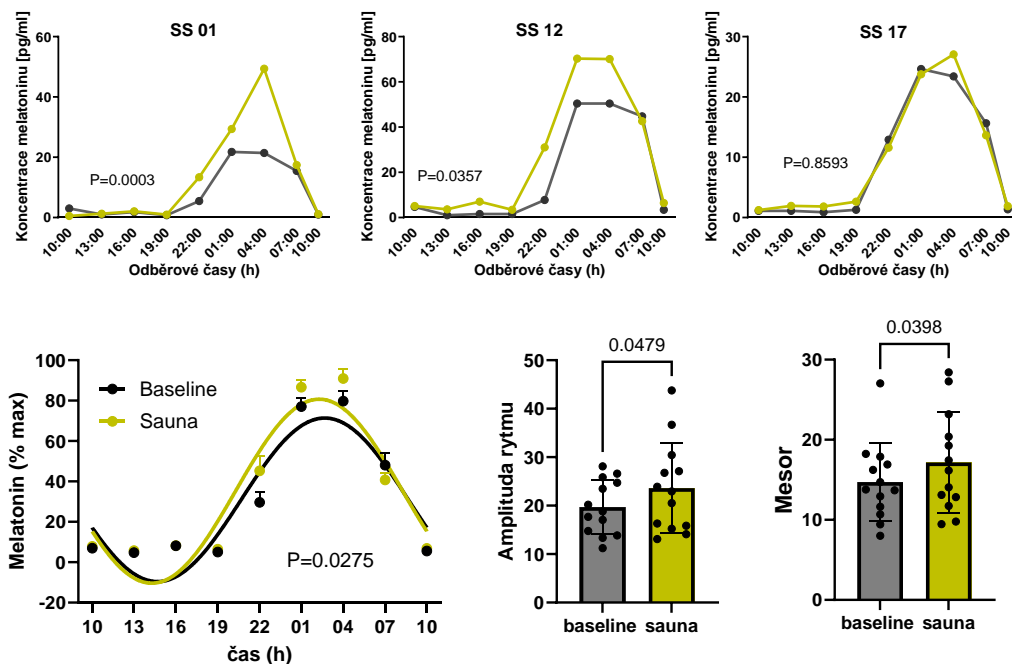 SS 01
Koncentrace melatoninu [pg/ml]
60
40
20
0
P=0.0003
10:00 13:00 16:00 19:00 22:00 01:00 04:00 07:00 10:00
Odběrové časy (h)
SS 12
Koncentrace melatoninu [pg/ml]
80
60
40
20
0
P=0.0357
10:00 13:00 16:00 19:00 22:00 01:00 04:00 07:00 10:00
Odběrové časy (h)
SS 17
Koncentrace melatoninu [pg/ml]
30
20
10
0
P=0.8593
10:00 13:00 16:00 19:00 22:00 01:00 04:00 07:00 10:00
Odběrové časy (h)
Melatonin (% max)
100
80
60
40
20
0
-20
Baseline
Sauna
P=0.0275
10 13 16 19 22 01 04 07 10
čas (h)
0.0479
Amplituda rytmu
50
40
30
20
10
0
baseline sauna
0.0398
Mesor
30
20
10
0
baseline sauna